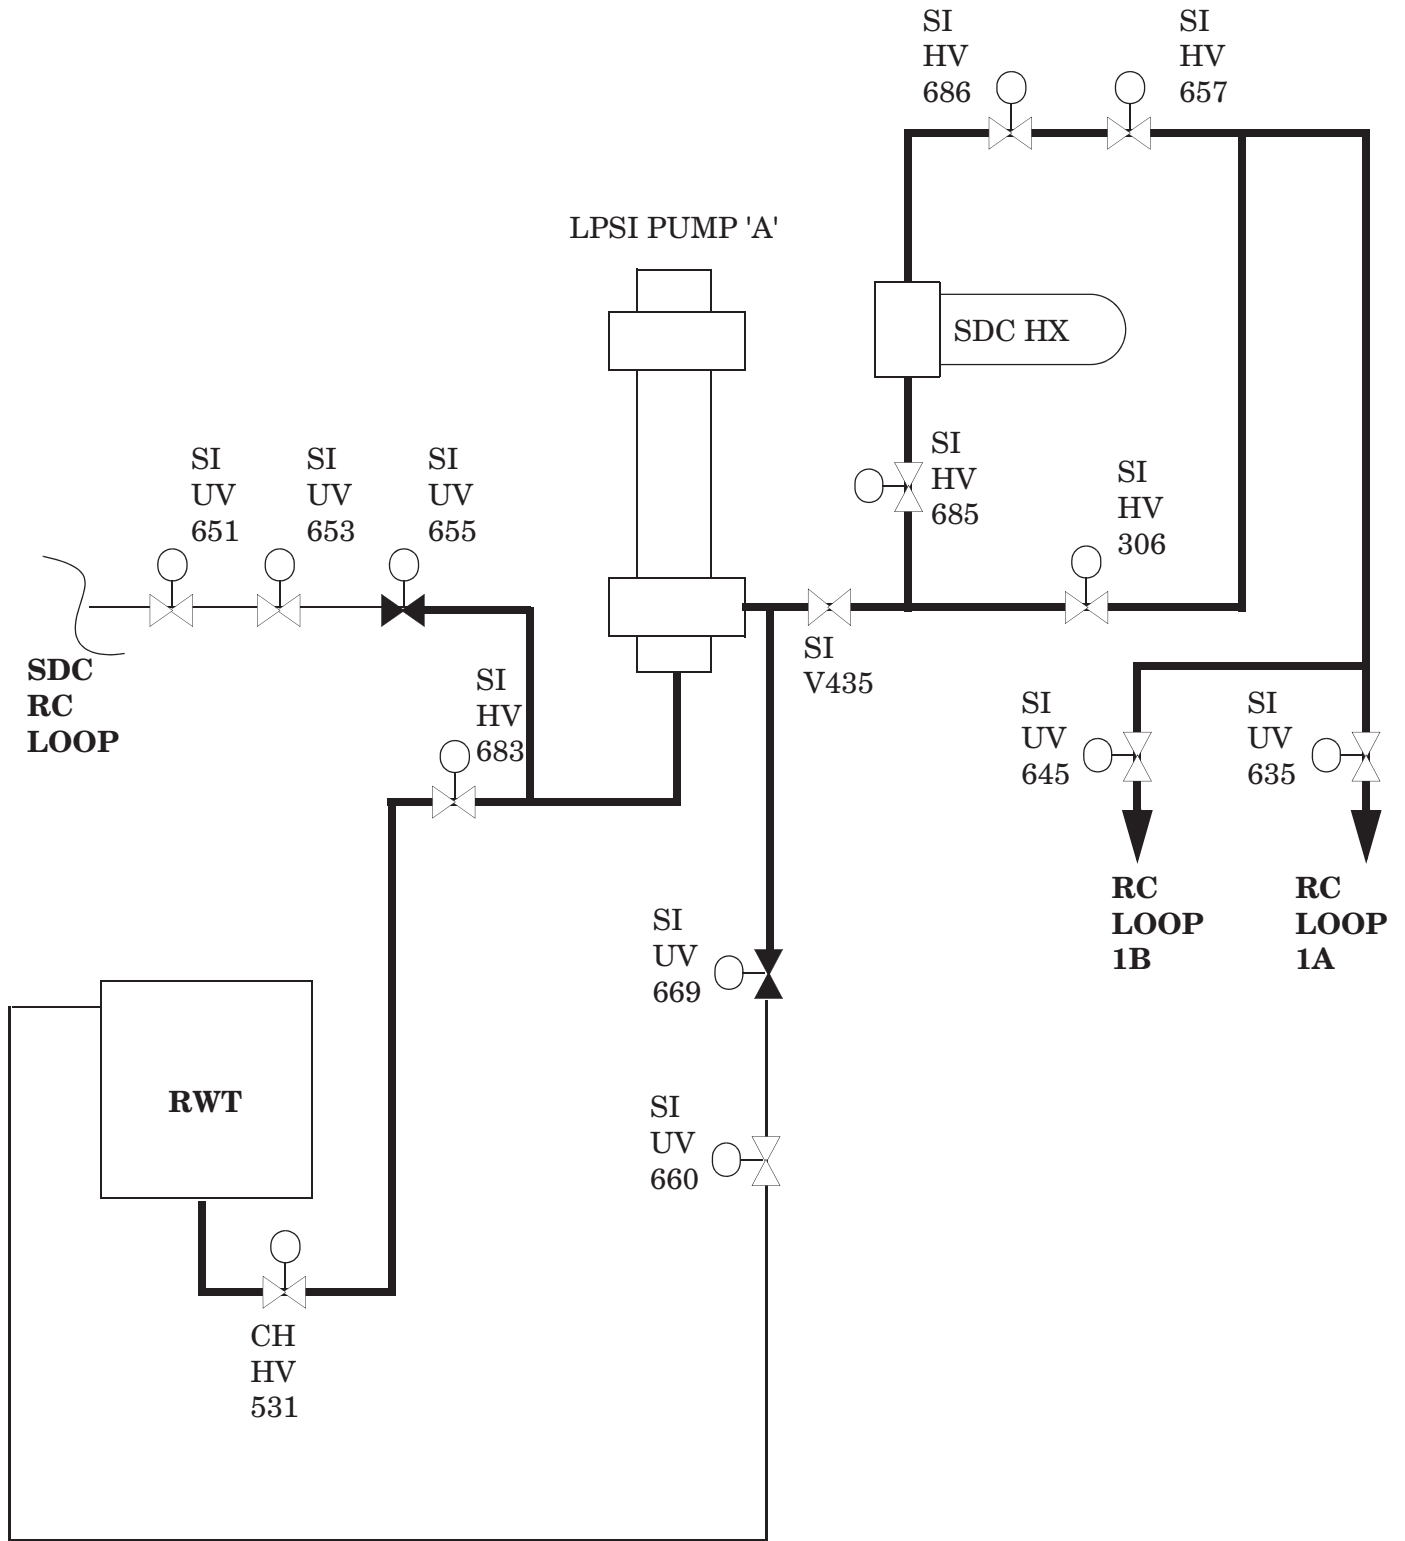 SI
HV
686
SI
HV
657
LPSI PUMP 'A'
SDC HX
SI
UV
651
SI
UV
653
SI
UV
655
SI
HV
685
SI
HV
306
SDC
RC
LOOP
SI
HV
683
SI
V435
SI
UV
645
SI
UV
635
RC
LOOP
1B
RC
LOOP
1A
SI
UV
669
RWT
SI
UV
660
CH
HV
531